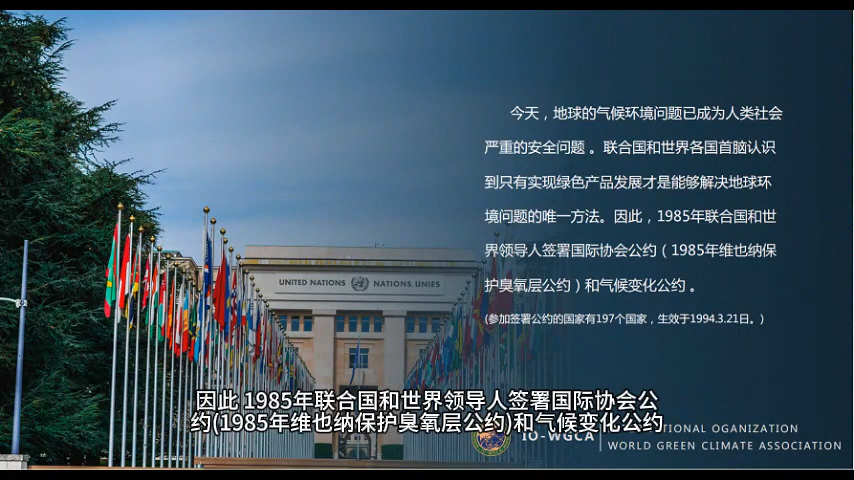 今天，地球的气候环境问题已成为人类社会
严重的安全问题 。联合国和世界各国首脑认识
到只有实现绿色产品发展才是能够解决地球环
境问题的唯一方法。因此，1985年联合国和世
界领导人签署国际协会公约（1985年维也纳保
护臭氧层公约）和气候变化公约 。
(参加签署公约的国家有197个国家，生效于1994.3.21日。)
UNITED NATIONS NATIONS UNIES
因此 1985年联合国和世界领导人签署国际协会公
约(1985年维也纳保护臭氧层公约)和气候变化公约
IO-WGCA
TIONAL OGANIZATION
WORLD GREEN CLIMATE ASSOCIATION